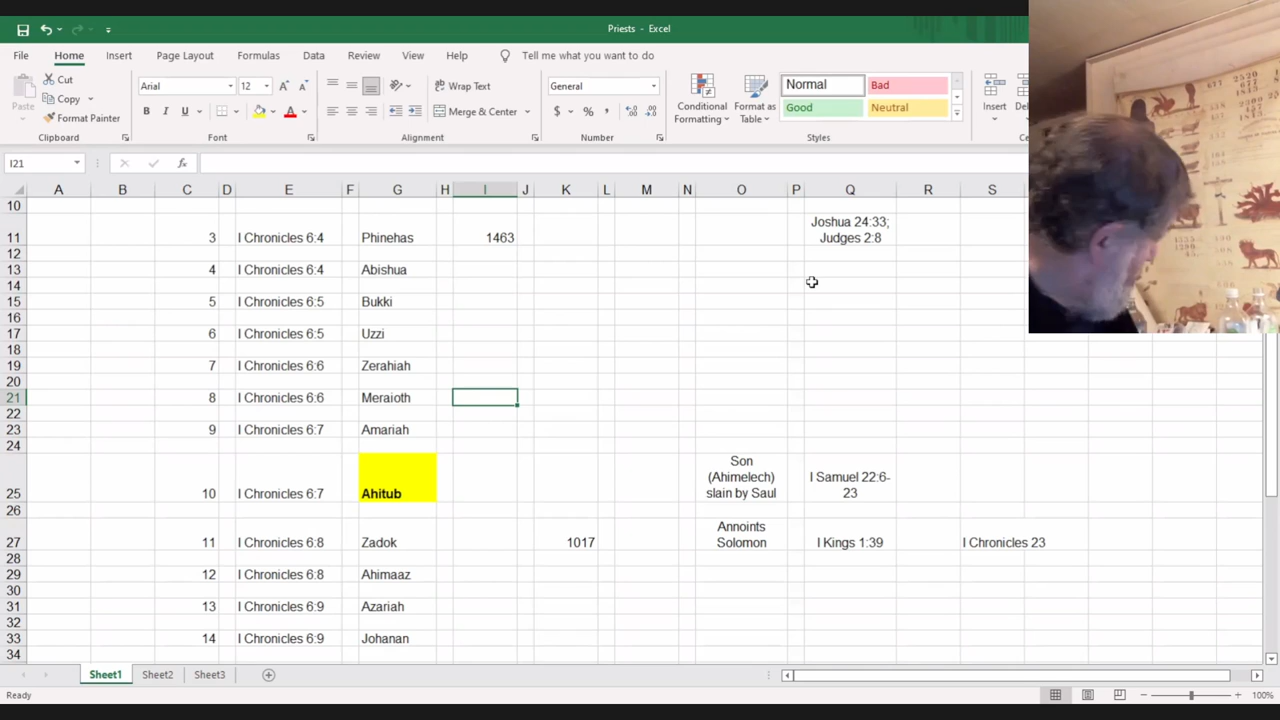 Priests - Excel
File Home Insert Page Layout Formulas Data Review View Help Tell me what you want to do
Cut
Copy
Format Painter
Paste
Clipboard
Arial 12
B I U
Font
Wrap Text
Merge & Center
Alignment
General
$ % ,
Number
Conditional Formatting
Format as Table
Normal Bad
Good Neutral
Styles
Insert
I21
fx
A B C D E F G H I J K L M N O P Q R S
10
11 3 I Chronicles 6:4 Phinehas 1463 Joshua 24:33; Judges 2:8
12
13 4 I Chronicles 6:4 Abishua
14
15 5 I Chronicles 6:5 Bukki
16
17 6 I Chronicles 6:5 Uzzi
18
19 7 I Chronicles 6:6 Zerahiah
20
21 8 I Chronicles 6:6 Meraioth
22
23 9 I Chronicles 6:7 Amariah
24
25 10 I Chronicles 6:7 Ahitub Son (Ahimelech) slain by Saul I Samuel 22:6-23
26
27 11 I Chronicles 6:8 Zadok 1017 Annoints Solomon I Kings 1:39 I Chronicles 23
28
29 12 I Chronicles 6:8 Ahimaaz
30
31 13 I Chronicles 6:9 Azariah
32
33 14 I Chronicles 6:9 Johanan
34
Sheet1 Sheet2 Sheet3
Ready
100%
2520